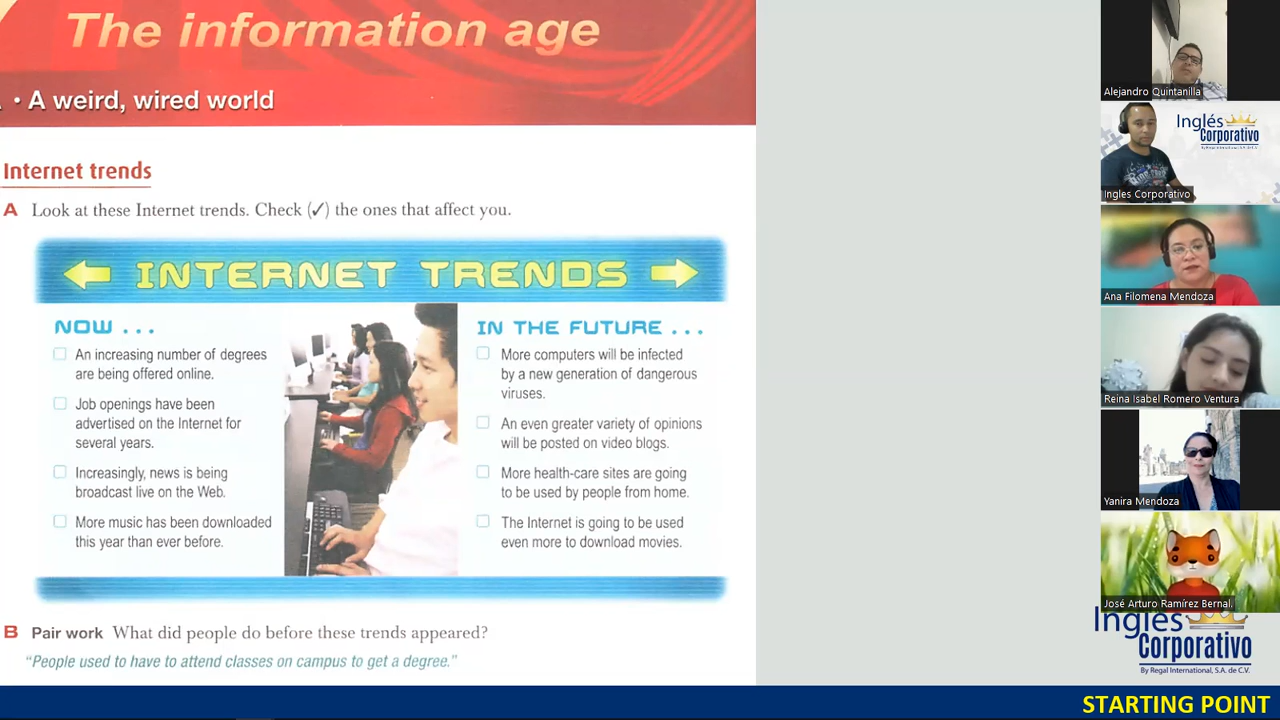 The information age
• A weird, wired world
Internet trends
A Look at these Internet trends. Check (✓) the ones that affect you.
INTERNET TRENDS
NOW ...
An increasing number of degrees
are being offered online.
Job openings have been
advertised on the Internet for
several years.
Increasingly, news is being
broadcast live on the Web.
More music has been downloaded
this year than ever before.
IN THE FUTURE ...
More computers will be infected
by a new generation of dangerous
viruses.
An even greater variety of opinions
will be posted on video blogs.
More health-care sites are going
to be used by people from home.
The Internet is going to be used
even more to download movies.
B Pair work What did people do before these trends appeared?
"People used to have to attend classes on campus to get a degree."
Alejandro Quintanilla
Inglés
Corporativo
By Regal International, S.A. de C.V.
Ingles Corporativo
Ana Filomena Mendoza
Reina Isabel Romero Ventura
Yanira Mendoza
José Arturo Ramírez Bernal.
Inglés
Corporativo
By Regal International, S.A. de C.V.
STARTING POINT